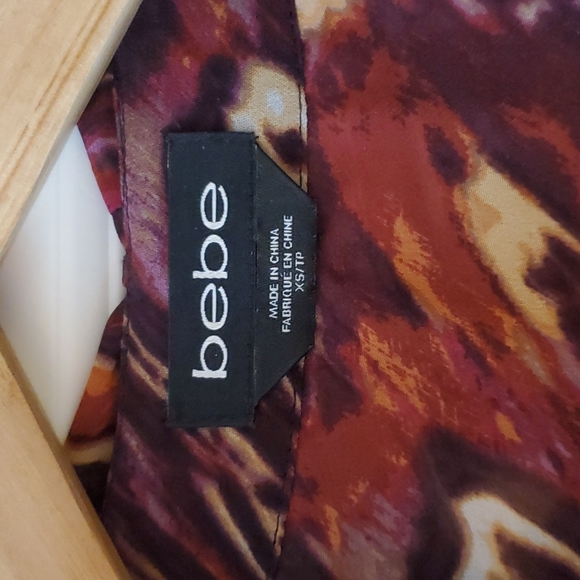 bebe
MADE IN CHINA
FABRIQUÉ EN CHINE
XS/TP